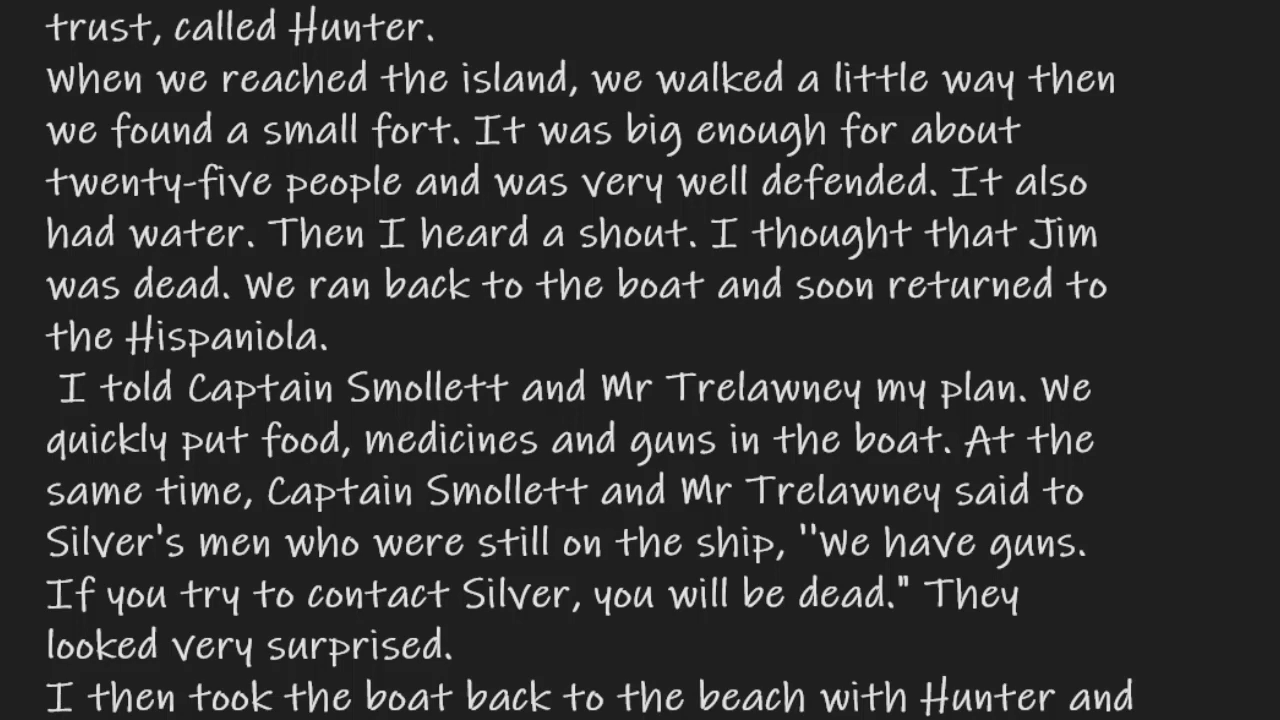 trust, called Hunter.
When we reached the island, we walked a little way then
we found a small fort. It was big enough for about
twenty-five people and was very well defended. It also
had water. Then I heard a shout. I thought that Jim
was dead. We ran back to the boat and soon returned to
the Hispaniola.
I told Captain Smollett and Mr Trelawney my plan. We
quickly put food, medicines and guns in the boat. At the
same time, Captain Smollett and Mr Trelawney said to
Silver's men who were still on the ship, ''We have guns.
If you try to contact Silver, you will be dead." They
looked very surprised.
I then took the boat back to the beach with Hunter and